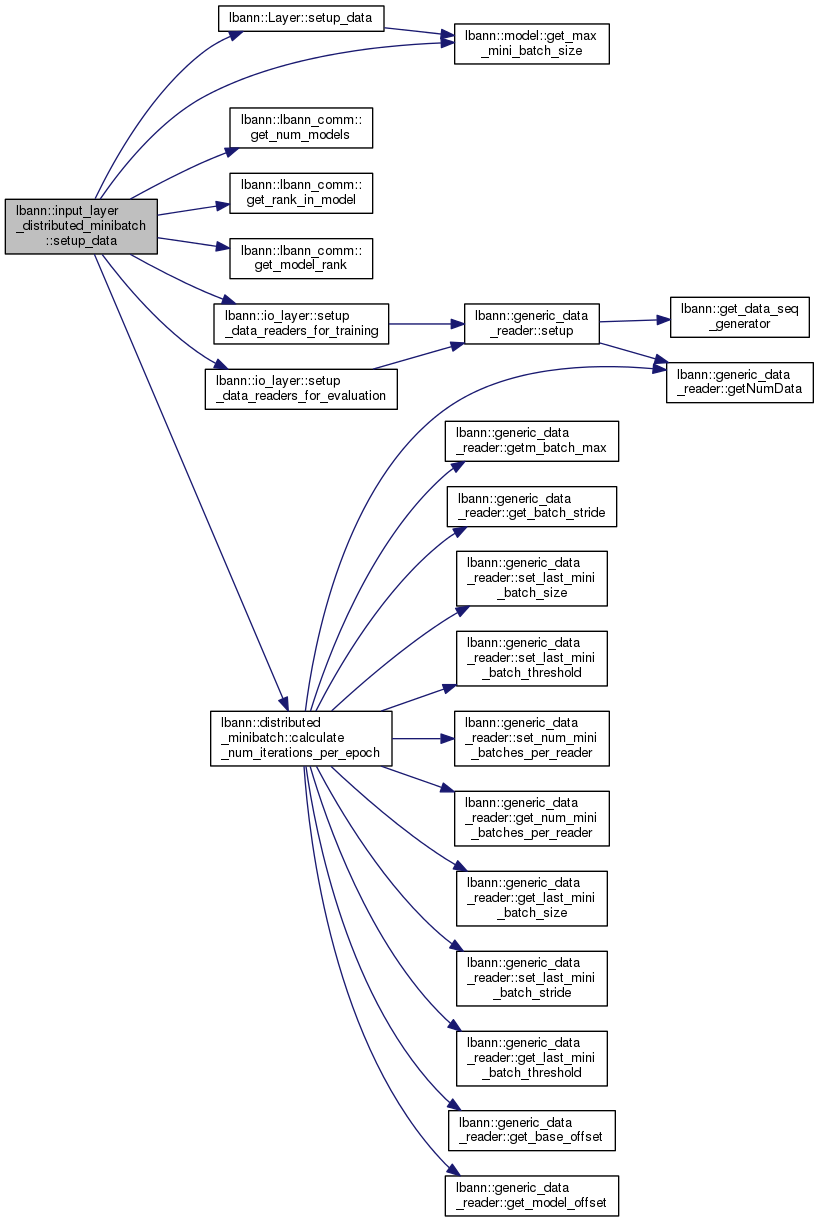 lbann::Layer::setup_data
lbann::model::get_max
_mini_batch_size
lbann::lbann_comm::
get_num_models
lbann::lbann_comm::
get_rank_in_model
lbann::input_layer
_distributed_minibatch
::setup_data
lbann::lbann_comm::
get_model_rank
lbann::io_layer::setup
_data_readers_for_training
lbann::generic_data
_reader::setup
lbann::get_data_seq
_generator
lbann::io_layer::setup
_data_readers_for_evaluation
lbann::generic_data
_reader::getNumData
lbann::generic_data
_reader::getm_batch_max
lbann::generic_data
_reader::get_batch_stride
lbann::generic_data
_reader::set_last_mini
_batch_size
lbann::generic_data
_reader::set_last_mini
_batch_threshold
lbann::distributed
_minibatch::calculate
_num_iterations_per_epoch
lbann::generic_data
_reader::set_num_mini
_batches_per_reader
lbann::generic_data
_reader::get_num_mini
_batches_per_reader
lbann::generic_data
_reader::get_last_mini
_batch_size
lbann::generic_data
_reader::set_last_mini
_batch_stride
lbann::generic_data
_reader::get_last_mini
_batch_threshold
lbann::generic_data
_reader::get_base_offset
lbann::generic_data
_reader::get_model_offset